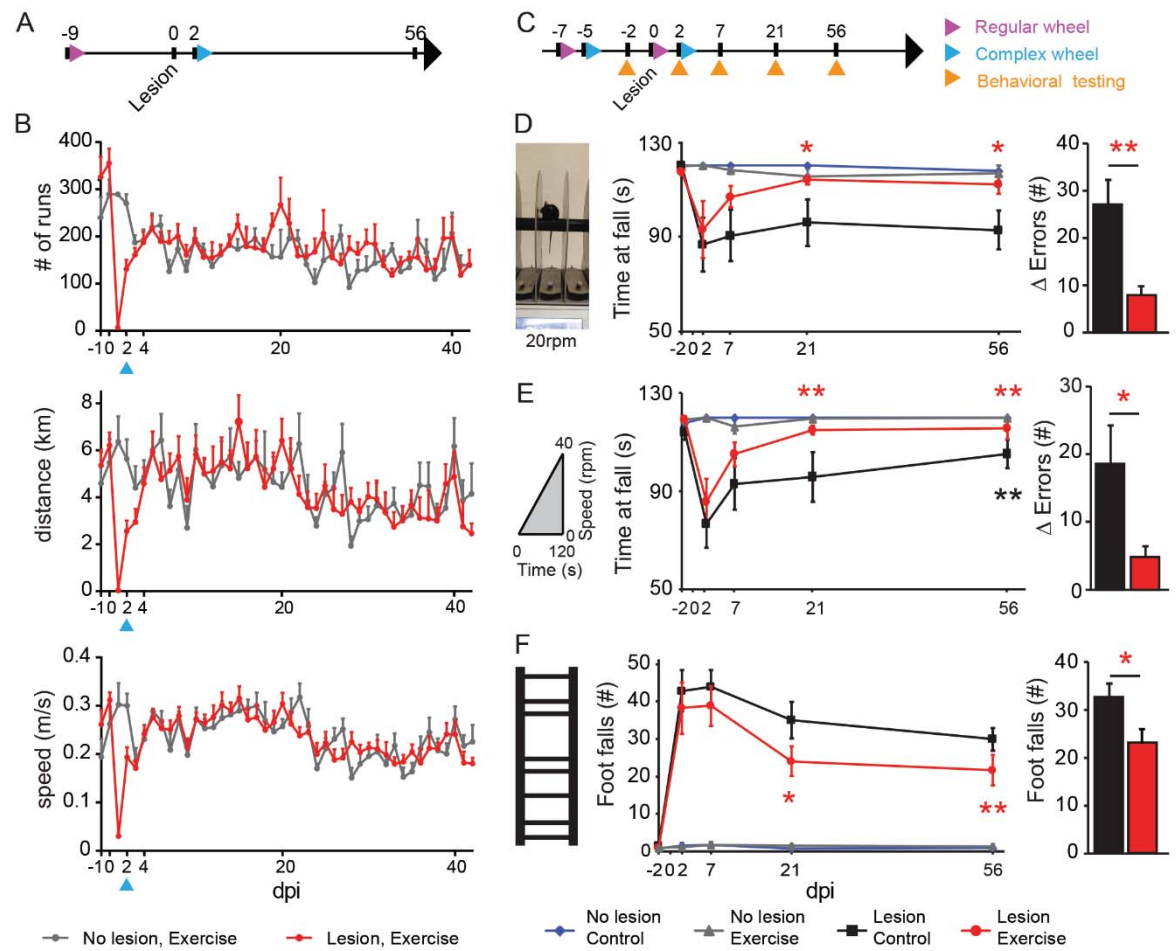 A
-9 0 2 56
Lesion
C
-7 -5 -2 0 2 7 21 56
Lesion
Regular wheel
Complex wheel
Behavioral testing
B
# of runs
400
300
200
100
0
-10 2 4 20 40
distance (km)
8
6
4
2
0
-10 2 4 20 40
speed (m/s)
0.4
0.3
0.2
0.1
0
-10 2 4 20 40
dpi
No lesion, Exercise Lesion, Exercise
D
20rpm
Time at fall (s)
130
90
50
* *
-20 2 7 21 56
Δ Errors (#)
40
30
20
10
0
**
E
40
Speed (rpm)
0
0 120
Time (s)
Time at fall (s)
130
90
50
** **
**
-20 2 7 21 56
Δ Errors (#)
30
20
10
0
*
F
Foot falls (#)
50
40
30
20
10
0
* **
-20 2 7 21 56
dpi
Foot falls (#)
40
30
20
10
0
*
No lesion Control
No lesion Exercise
Lesion Control
Lesion Exercise